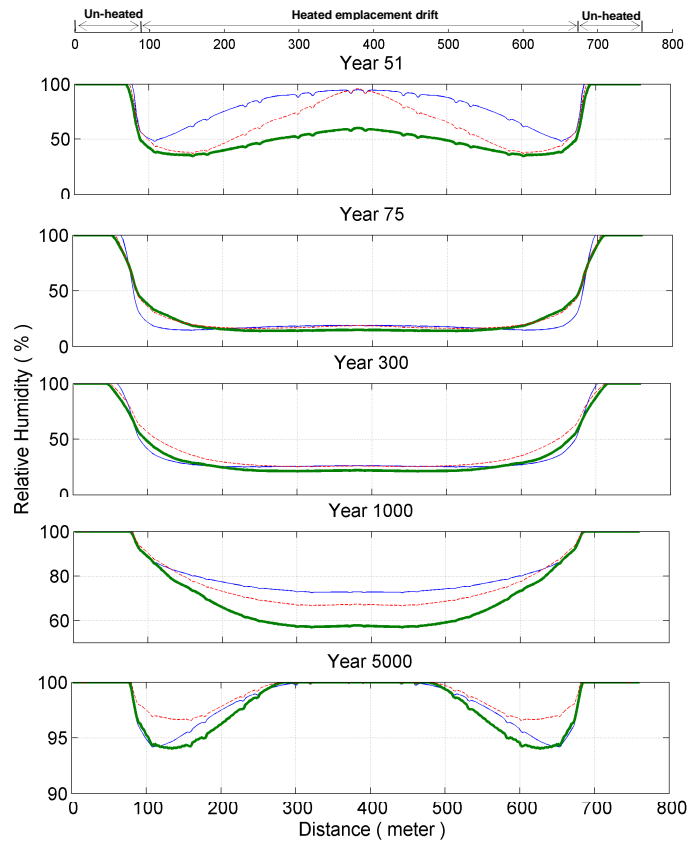 Un-heated Heated emplacement drift Un-heated
0 100 200 300 400 500 600 700 800
Year 51
100
50
0
Year 75
100
50
0
Year 300
100
50
0
Year 1000
100
80
60
Year 5000
100
95
90
0 100 200 300 400 500 600 700 800
Distance ( meter )
Relative Humidity ( % )